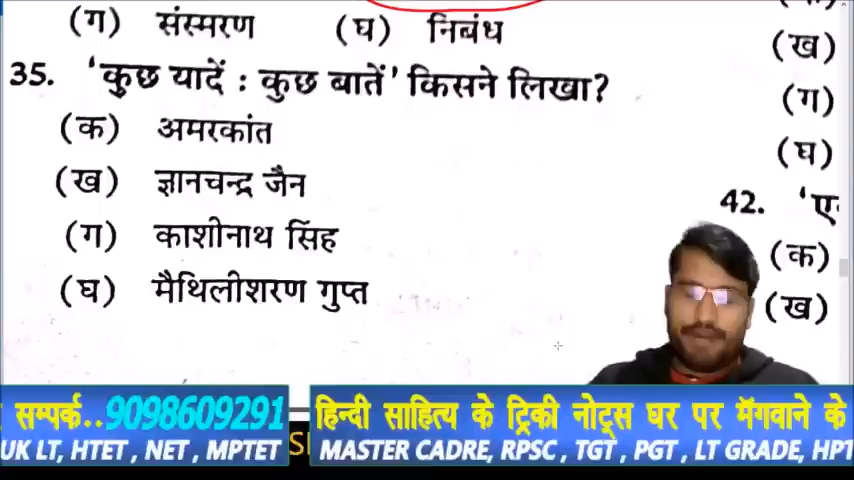 (ग) संस्मरण (घ) निबंध
35. 'कुछ यादें : कुछ बातें' किसने लिखा?
(क) अमरकांत
(ख) ज्ञानचन्द्र जैन
(ग) काशीनाथ सिंह
(घ) मैथिलीशरण गुप्त
(ख)
(ग)
(घ)
42.
(क)
(ख)
सम्पर्क..9098609291 हिन्दी साहित्य के ट्रिकी नोट्स घर पर मॅगवाने के
UK LT, HTET , NET , MPTET MASTER CADRE, RPSC , TGT , PGT , LT GRADE, HPT